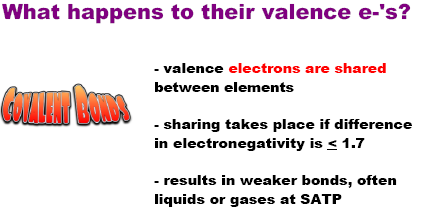 What happens to their valence e-'s?
COVALENT BONDS
- valence electrons are shared
between elements
- sharing takes place if difference
in electronegativity is < 1.7
- results in weaker bonds, often
liquids or gases at SATP